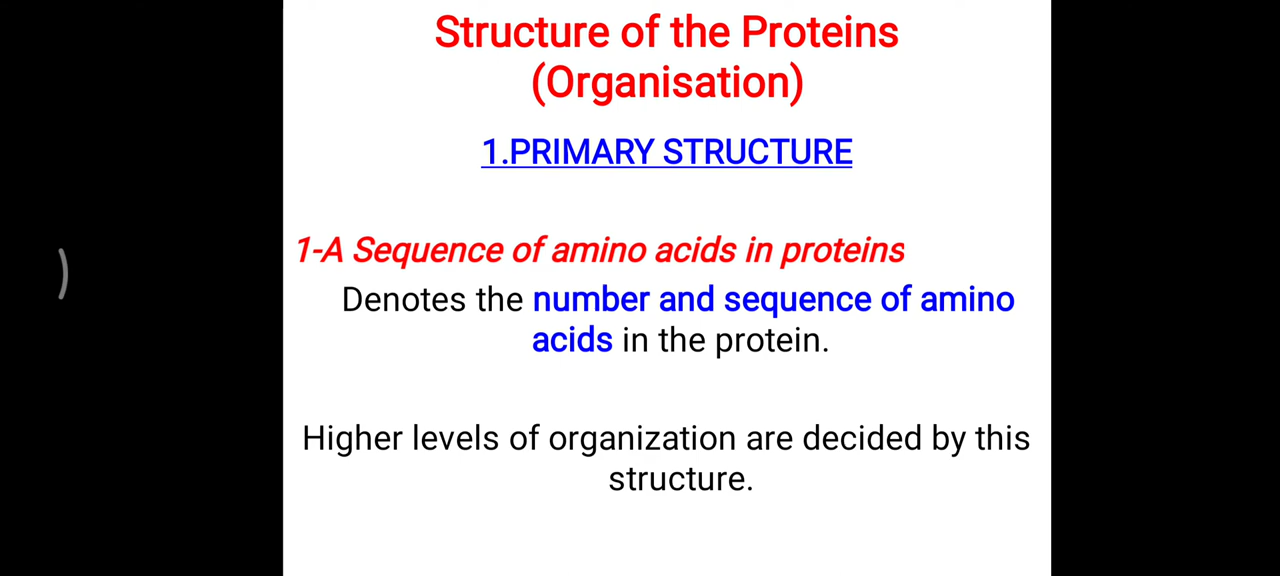 Structure of the Proteins
(Organisation)
1.PRIMARY STRUCTURE
1-A Sequence of amino acids in proteins
Denotes the number and sequence of amino
acids in the protein.
Higher levels of organization are decided by this
structure.